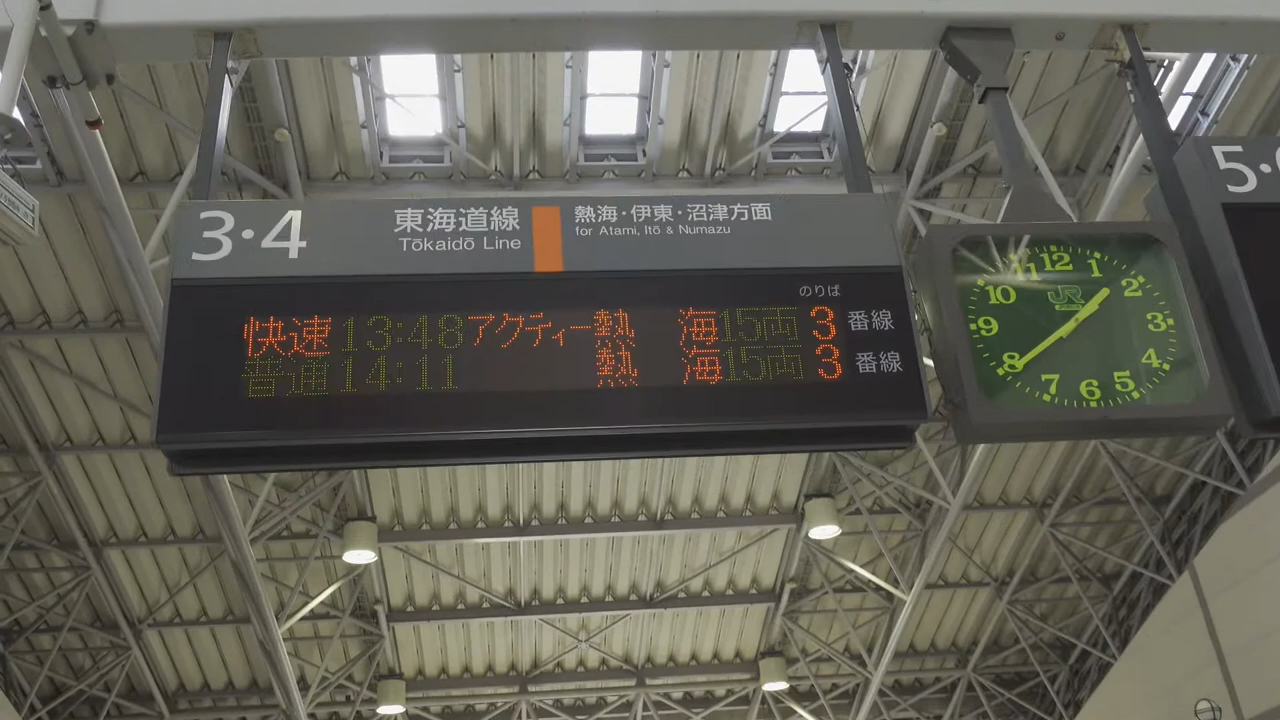 3・4 東海道線 熱海・伊東・沼津方面
Tōkaidō Line for Atami, Itō & Numazu
のりば
快速 13:48 アクティー 熱 海 15両 3 番線
普通 14:11 熱 海 15両 3 番線
12 1 2 3 4 5 6 7 8 9 10 11
JR
5・